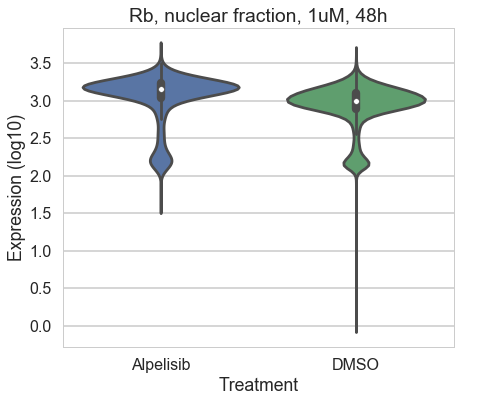 Rb, nuclear fraction, 1uM, 48h
Expression (log10)
3.5
3.0
2.5
2.0
1.5
1.0
0.5
0.0
Alpelisib DMSO
Treatment